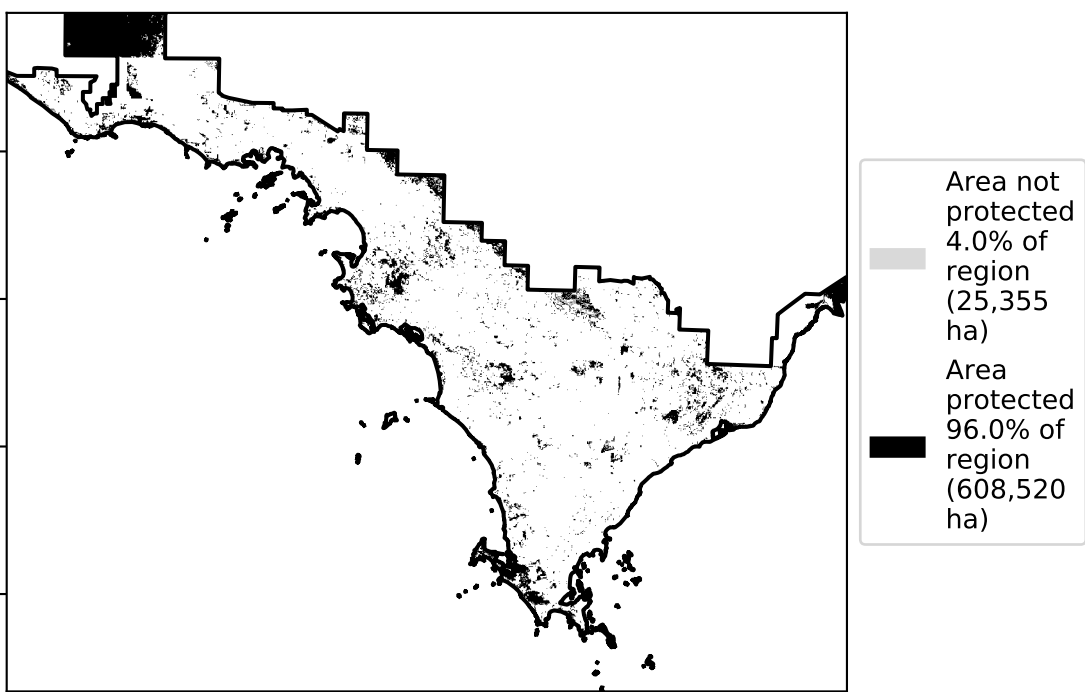 Area not
protected
4.0% of
region
(25,355
ha)
Area
protected
96.0% of
region
(608,520
ha)